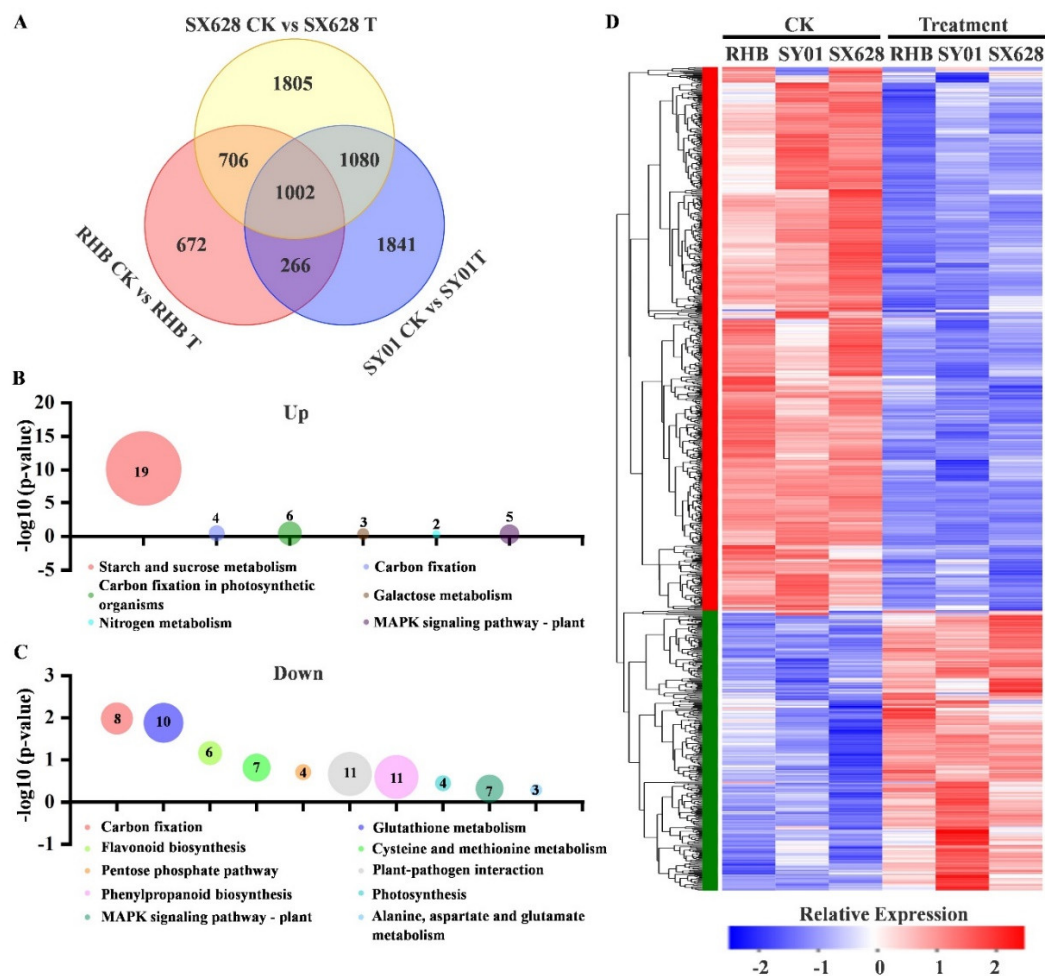 A
SX628 CK vs SX628 T
1805
706
1080
1002
672
266
1841
RHB CK vs RHB T
SY01 CK vs SY01T
B
Up
-log10 (p-value)
20
15
10
5
0
-5
19
4
6
3
2
5
Starch and sucrose metabolism
Carbon fixation in photosynthetic
organisms
Nitrogen metabolism
Carbon fixation
Galactose metabolism
MAPK signaling pathway - plant
C
Down
-log10 (p-value)
3
2
1
0
-1
8
10
6
7
4
11
11
4
7
3
Carbon fixation
Flavonoid biosynthesis
Pentose phosphate pathway
Phenylpropanoid biosynthesis
MAPK signaling pathway - plant
Glutathione metabolism
Cysteine and methionine metabolism
Plant-pathogen interaction
Photosynthesis
Alanine, aspartate and glutamate
metabolism
D
CK Treatment
RHB SY01 SX628 RHB SY01 SX628
Relative Expression
-2 -1 0 1 2